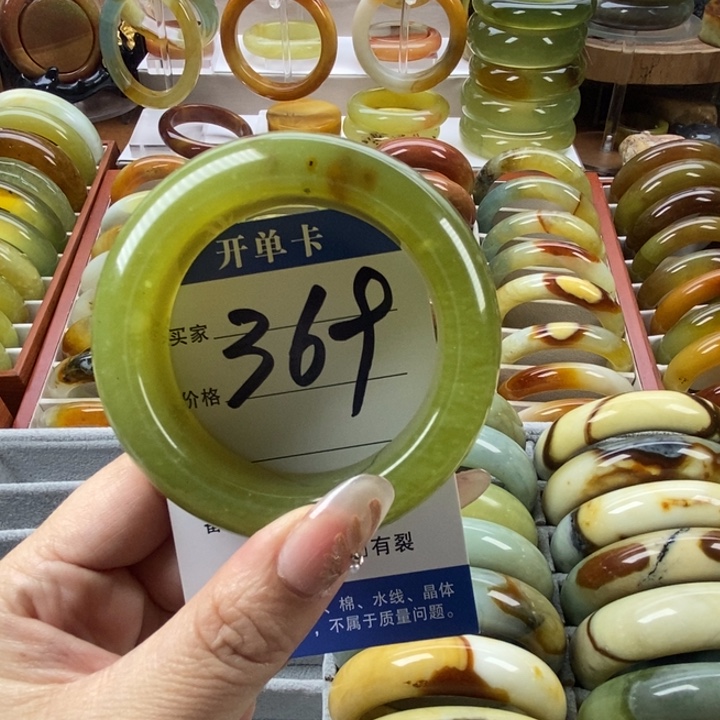 开单卡
买家
369
价格
有裂
、棉、水线、晶体
，不属于质量问题。